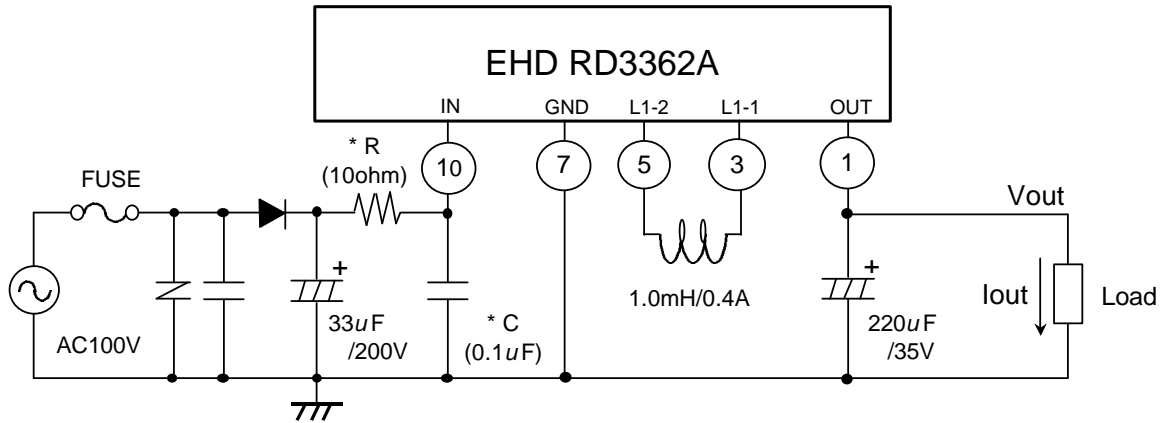 EHD RD3362A
IN GND L1-2 L1-1 OUT
* R
(10ohm)
10 7 5 3 1
FUSE
Vout
+
+
1.0mH/0.4A
Iout
Load
AC100V
33uF
/200V
* C
(0.1uF)
220uF
/35V